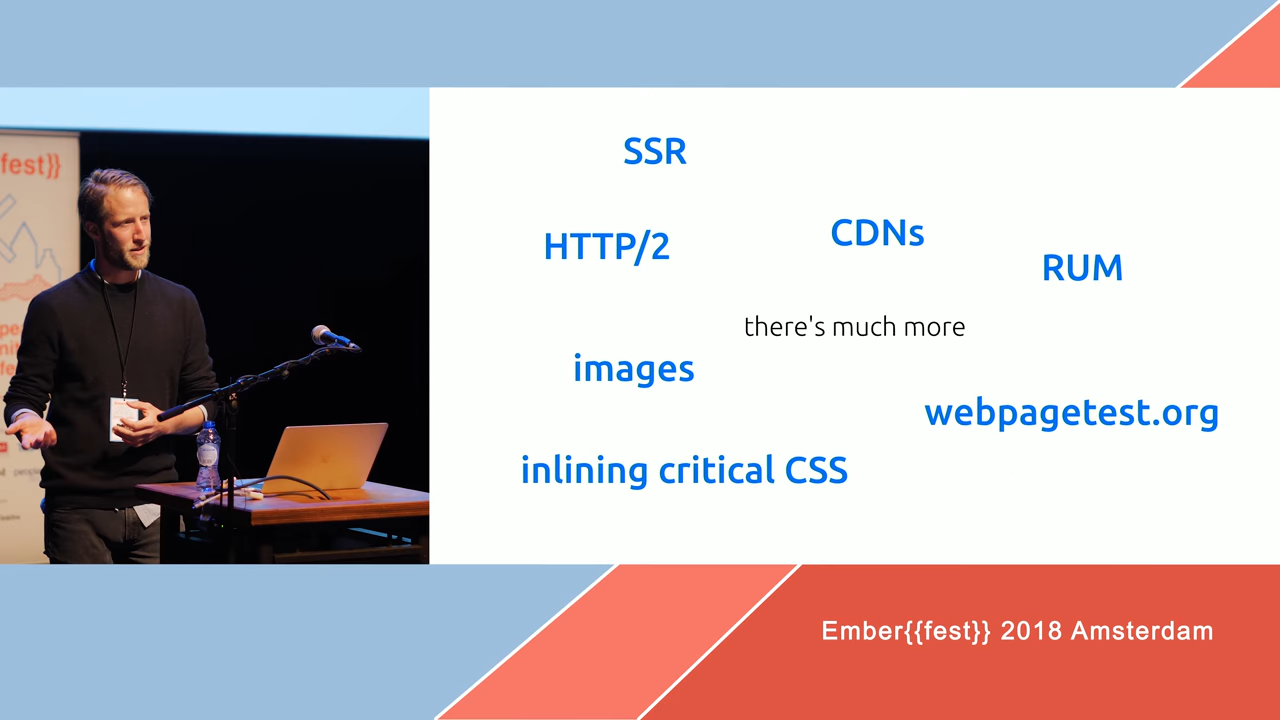 SSR
HTTP/2
CDNs
RUM
there's much more
images
webpagetest.org
inlining critical CSS
fest}}
Ember{{fest}} 2018 Amsterdam